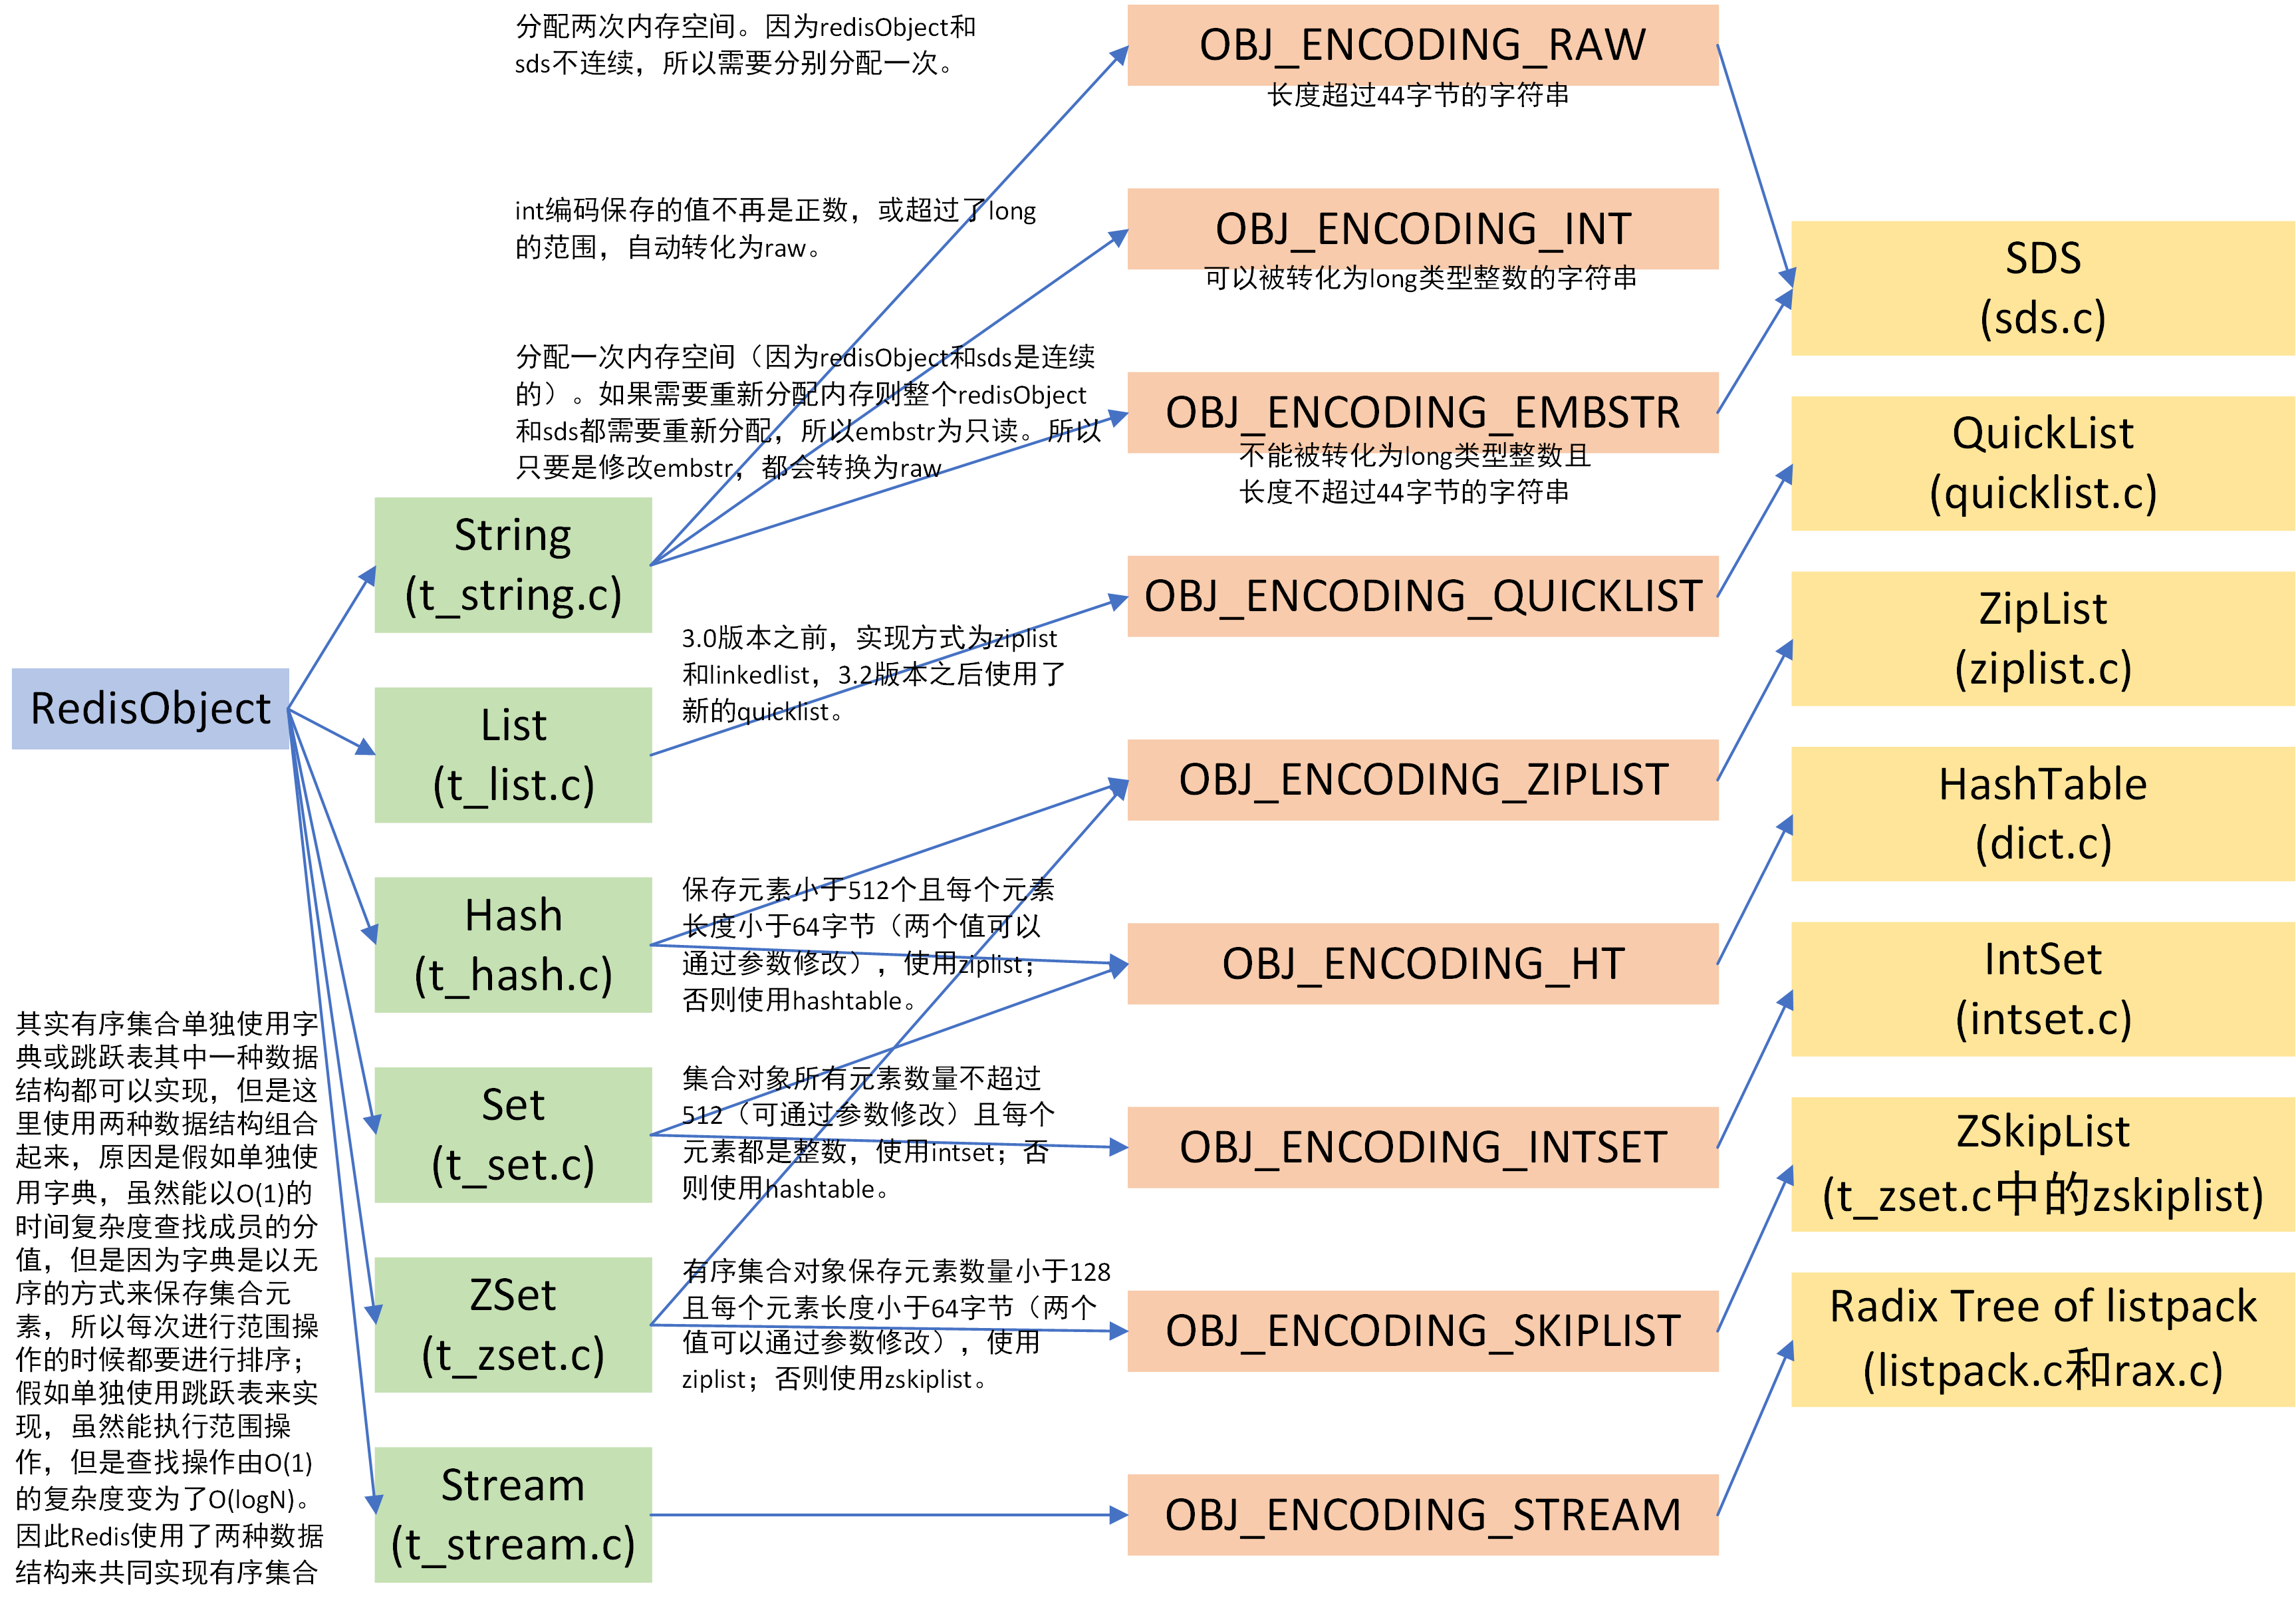 分配两次内存空间。因为redisObject和
sds不连续，所以需要分别分配一次。
OBJ_ENCODING_RAW
长度超过44字节的字符串
int编码保存的值不再是正数，或超过了long
的范围，自动转化为raw。
OBJ_ENCODING_INT
可以被转化为long类型整数的字符串
分配一次内存空间（因为redisObject和sds是连续
的）。如果需要重新分配内存则整个redisObject
和sds都需要重新分配，所以embstr为只读。所以
只要是修改embstr，都会转换为raw
OBJ_ENCODING_EMBSTR
不能被转化为long类型整数且
长度不超过44字节的字符串
SDS
(sds.c)
QuickList
(quicklist.c)
String
(t_string.c)
OBJ_ENCODING_QUICKLIST
ZipList
(ziplist.c)
3.0版本之前，实现方式为ziplist
和linkedlist，3.2版本之后使用了
新的quicklist。
RedisObject
List
(t_list.c)
OBJ_ENCODING_ZIPLIST
HashTable
(dict.c)
Hash
(t_hash.c)
保存元素小于512个且每个元素
长度小于64字节（两个值可以
通过参数修改），使用ziplist；
否则使用hashtable。
OBJ_ENCODING_HT
IntSet
(intset.c)
其实有序集合单独使用字
典或跳跃表其中一种数据
结构都可以实现，但是这
里使用两种数据结构组合
起来，原因是假如单独使
用字典，虽然能以O(1)的
时间复杂度查找成员的分
值，但是因为字典是以无
序的方式来保存集合元
素，所以每次进行范围操
作的时候都要进行排序；
假如单独使用跳跃表来实
现，虽然能执行范围操
作，但是查找操作由O(1)
的复杂度变为了O(logN)。
因此Redis使用了两种数据
结构来共同实现有序集合
Set
(t_set.c)
集合对象所有元素数量不超过
512（可通过参数修改）且每个
元素都是整数，使用intset；否
则使用hashtable。
OBJ_ENCODING_INTSET
ZSkipList
(t_zset.c中的zskiplist)
ZSet
(t_zset.c)
有序集合对象保存元素数量小于128
且每个元素长度小于64字节（两个
值可以通过参数修改），使用
ziplist；否则使用zskiplist。
OBJ_ENCODING_SKIPLIST
Radix Tree of listpack
(listpack.c和rax.c)
Stream
(t_stream.c)
OBJ_ENCODING_STREAM